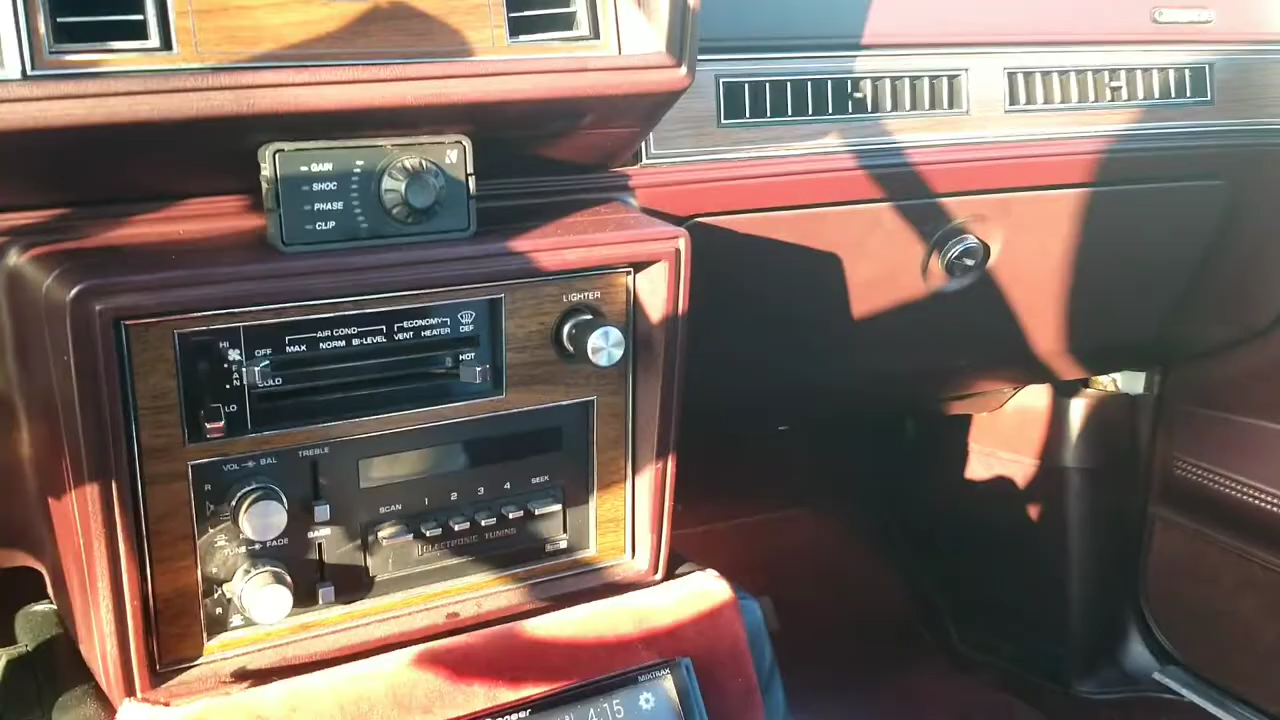 GAIN
SHOC
PHASE
CLIP
LIGHTER
HI
FAN
LO
OFF
AIR COND
MAX NORM BI-LEVEL
ECONOMY
VENT HEATER
DEF
COLD
HOT
VOL BAL
R
L
TREBLE
SCAN 1 2 3 4 SEEK
TUNE FADE
F
R
BASS
ELECTRONIC TUNING
MIXTRAX
Pioneer
4:15